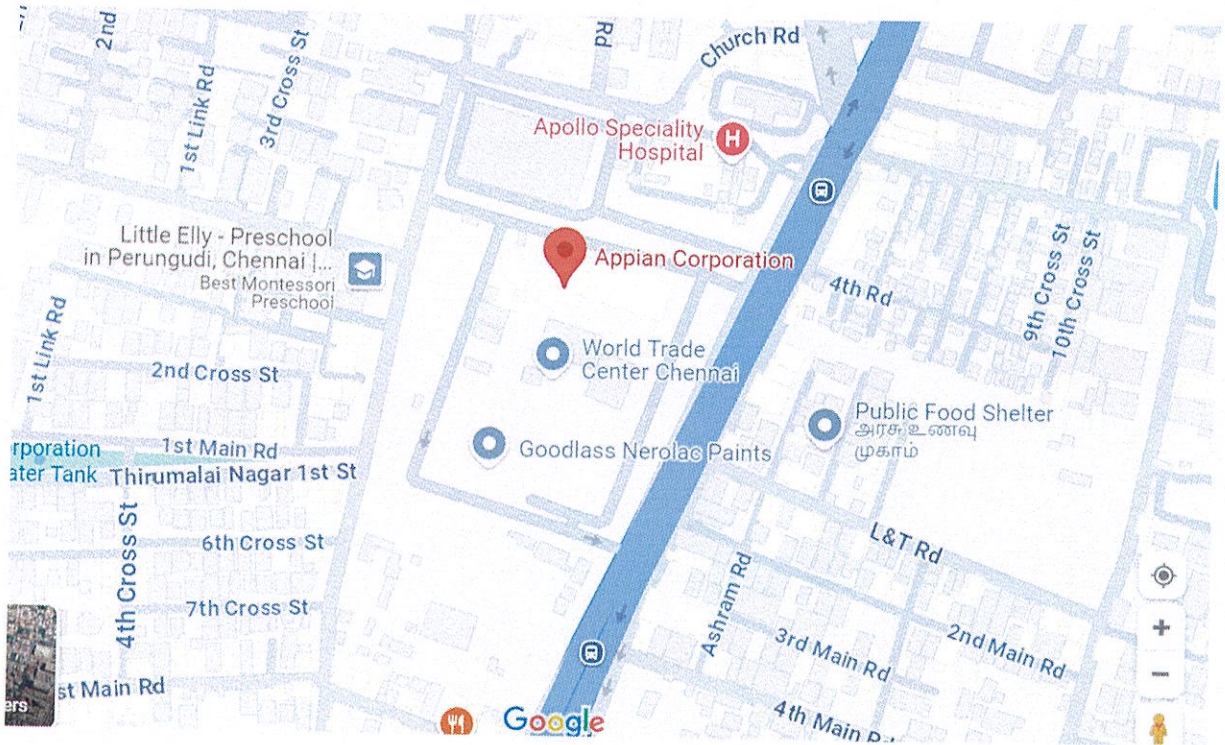 2nd
1st Link Rd
3rd Cross St
Rd
Church Rd
Apollo Speciality
Hospital
H
Little Elly - Preschool
in Perungudi, Chennai |...
Best Montessori
Preschool
Appian Corporation
4th Rd
9th Cross St
10th Cross St
1st Link Rd
2nd Cross St
World Trade
Center Chennai
Public Food Shelter
அரசு உணவு
முகாம்
rporation
ater Tank
1st Main Rd
Thirumalai Nagar 1st St
Goodlass Nerolac Paints
4th Cross St
6th Cross St
7th Cross St
L&T Rd
Ashram Rd
3rd Main Rd
2nd Main Rd
4th Main R
st Main Rd
ers
Google